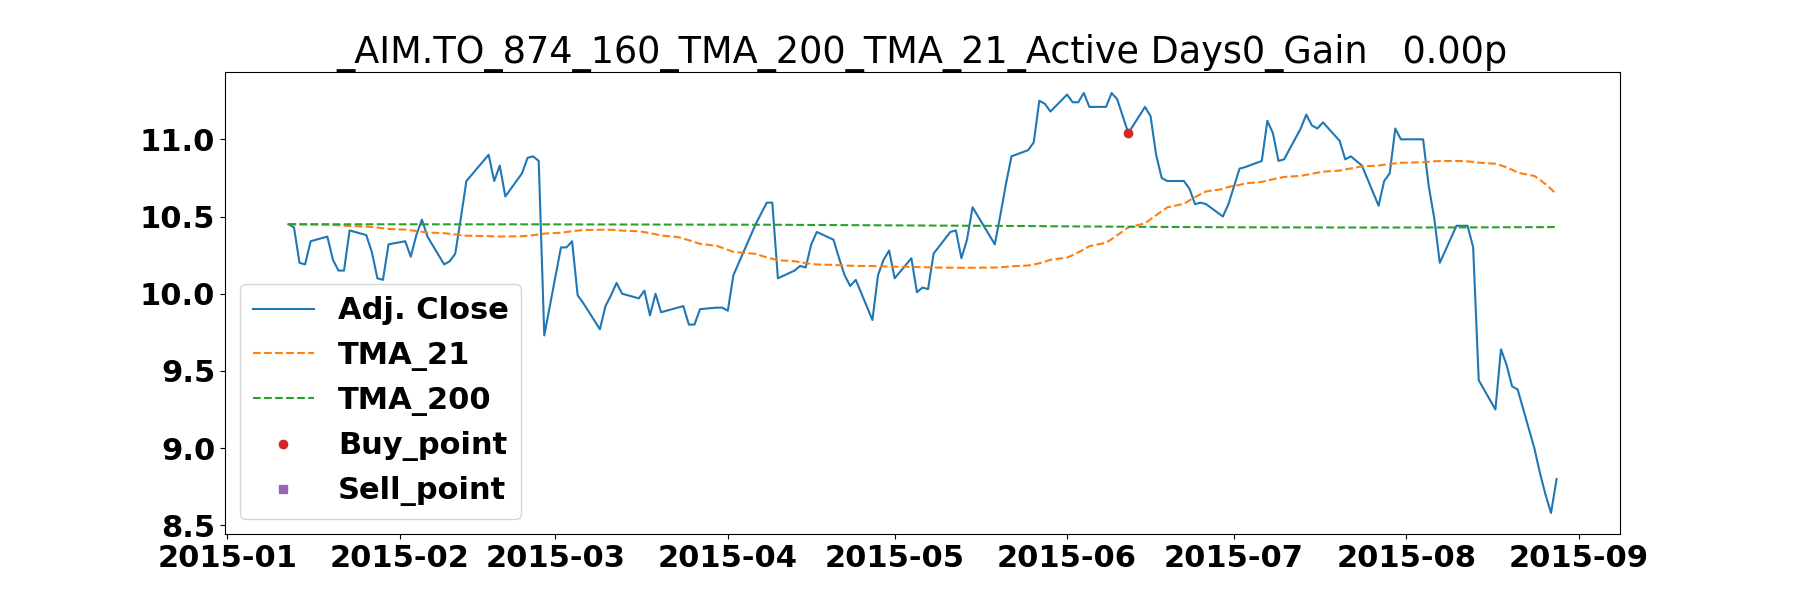 _AIM.TO_874_160_TMA_200_TMA_21_Active Days0_Gain   0.00p
11.0
10.5
10.0
9.5
9.0
8.5
Adj. Close
TMA_21
TMA_200
Buy_point
Sell_point
2015-01 2015-02 2015-03 2015-04 2015-05 2015-06 2015-07 2015-08 2015-09